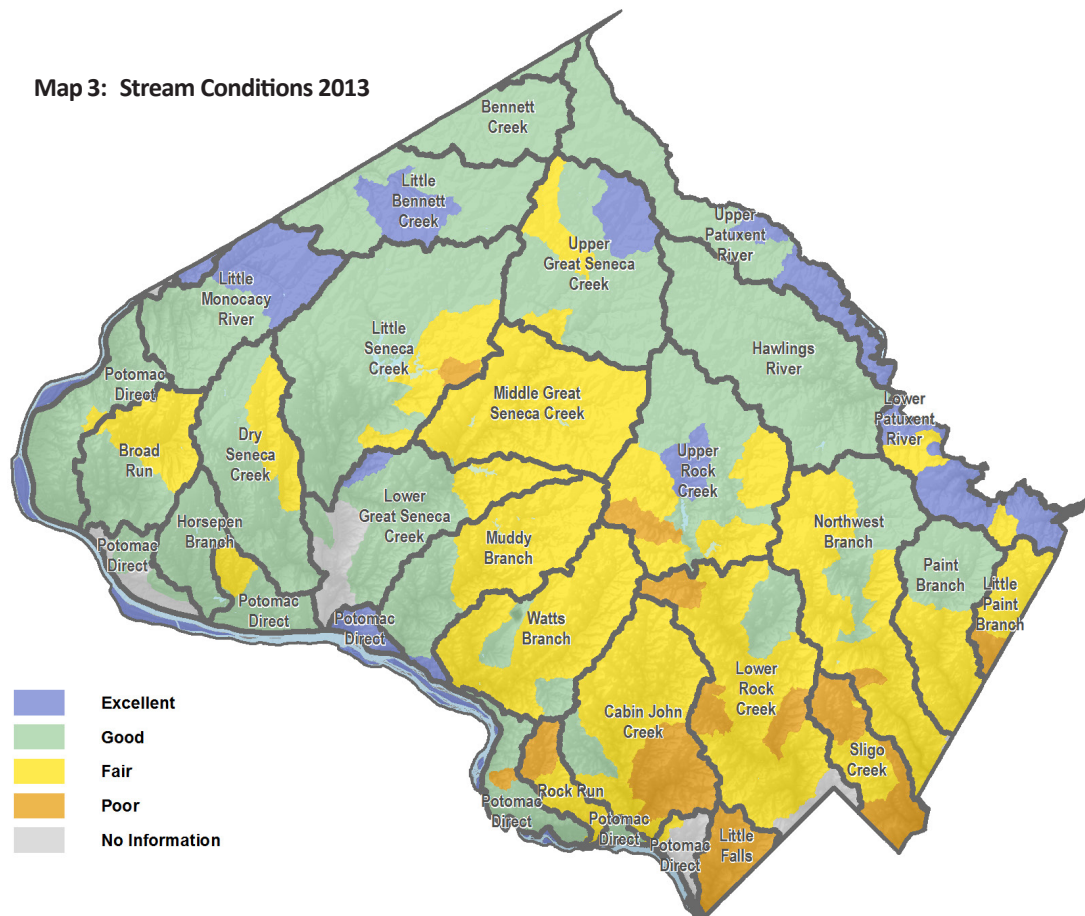 Map 3: Stream Conditions 2013
Bennett
Creek
Little
Bennett
Creek
Upper
Patuxent
River
Upper
Great Seneca
Creek
Little
Monocacy
River
Little
Seneca
Creek
Hawlings
River
Potomac
Direct
Middle Great
Seneca Creek
Lower
Patuxent
River
Broad
Run
Dry
Seneca
Creek
Upper
Rock
Creek
Lower
Great Seneca
Creek
Horsepen
Branch
Muddy
Branch
Northwest
Branch
Potomac
Direct
Paint
Branch
Little
Paint
Branch
Potomac
Direct
Potomac
Direct
Watts
Branch
Lower
Rock
Creek
Cabin John
Creek
Sligo
Creek
Rock Run
Potomac
Direct
Potomac
Direct
Potomac
Direct
Little
Falls
Excellent
Good
Fair
Poor
No Information